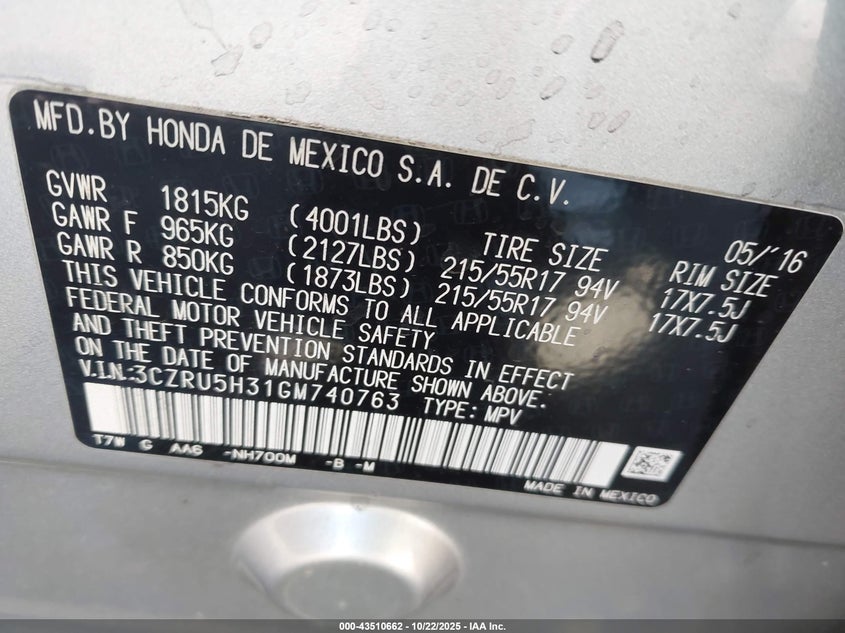 MFD.BY HONDA DE MEXICO S.A. DE C.V.
05/'16
GVWR 1815KG (4001LBS) TIRE SIZE RIM SIZE
GAWR F 965KG (2127LBS) 215/55R17 94V 17X7.5J
GAWR R 850KG (1873LBS) 215/55R17 94V 17X7.5J
THIS VEHICLE CONFORMS TO ALL APPLICABLE
FEDERAL MOTOR VEHICLE SAFETY
AND THEFT PREVENTION STANDARDS IN EFFECT
ON THE DATE OF MANUFACTURE SHOWN ABOVE.
V.I.N.:3CZRU5H31GM740763 TYPE: MPV
T7W G AA6 -NH700M -B -M
MADE IN MEXICO
000-43510662 - 10/22/2025 - IAA Inc.